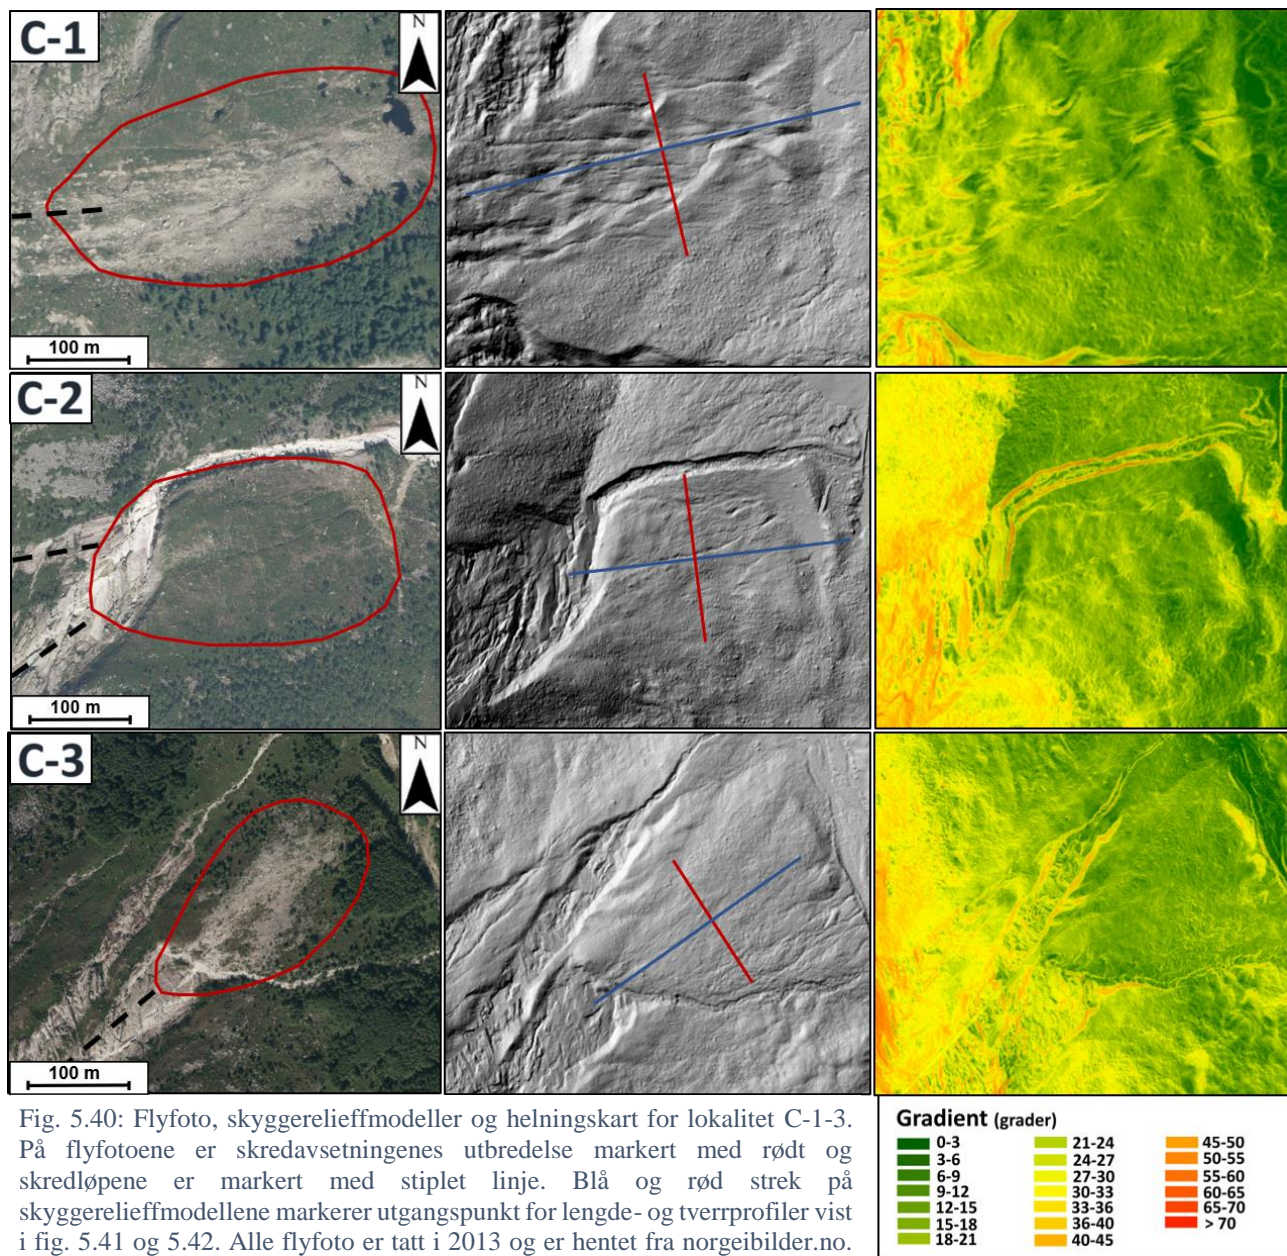 C-1
N
100 m
C-2
N
100 m
C-3
N
100 m
Fig. 5.40: Flyfoto, skyggerelieffmodeller og helningskart for lokalitet C-1-3.
På flyfotoene er skredavsetningenes utbredelse markert med rødt og
skredløpene er markert med stiplet linje. Blå og rød strek på
skyggerelieffmodellene markerer utgangspunkt for lengde- og tverrprofiler vist
i fig. 5.41 og 5.42. Alle flyfoto er tatt i 2013 og er hentet fra norgeibilder.no.
Gradient (grader)
0-3
3-6
6-9
9-12
12-15
15-18
18-21
21-24
24-27
27-30
30-33
33-36
36-40
40-45
45-50
50-55
55-60
60-65
65-70
> 70